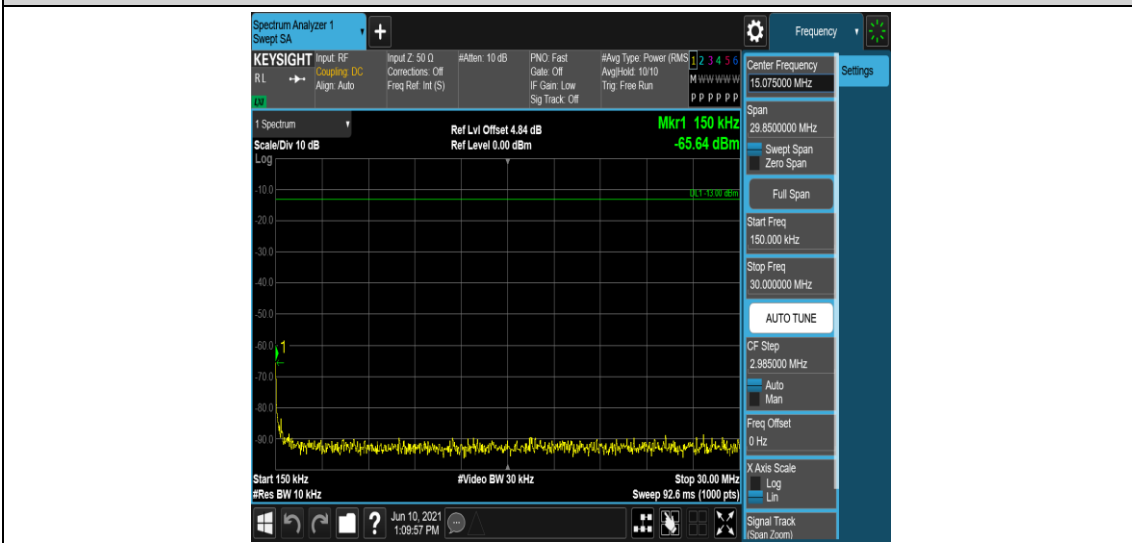 Spectrum Analyzer 1
Swept SA
+
Frequency
KEYSIGHT
RL
Input: RF
Coupling: DC
Align: Auto
Input Z: 50 Ω
Corrections: Off
Freq Ref: Int (S)
#Atten: 10 dB
PNO: Fast
Gate: Off
IF Gain: Low
Sig Track: Off
#Avg Type: Power (RMS
Avg|Hold: 10/10
Trig: Free Run
1 2 3 4 5 6
M W W W W W
P P P P P P
Center Frequency
15.075000 MHz
Settings
1 Spectrum
Scale/Div 10 dB
Ref Lvl Offset 4.84 dB
Ref Level 0.00 dBm
Mkr1 150 kHz
-65.64 dBm
Log
-10.0
-20.0
-30.0
-40.0
-50.0
-60.0
-70.0
-80.0
-90.0
DL1 -13.00 dBm
1
Start 150 kHz
#Res BW 10 kHz
#Video BW 30 kHz
Stop 30.00 MHz
Sweep 92.6 ms (1000 pts)
Span
29.8500000 MHz
Swept Span
Zero Span
Full Span
Start Freq
150.000 kHz
Stop Freq
30.000000 MHz
AUTO TUNE
CF Step
2.985000 MHz
Auto
Man
Freq Offset
0 Hz
X Axis Scale
Log
Lin
Signal Track
(Span Zoom)
?
Jun 10, 2021
1:09:57 PM